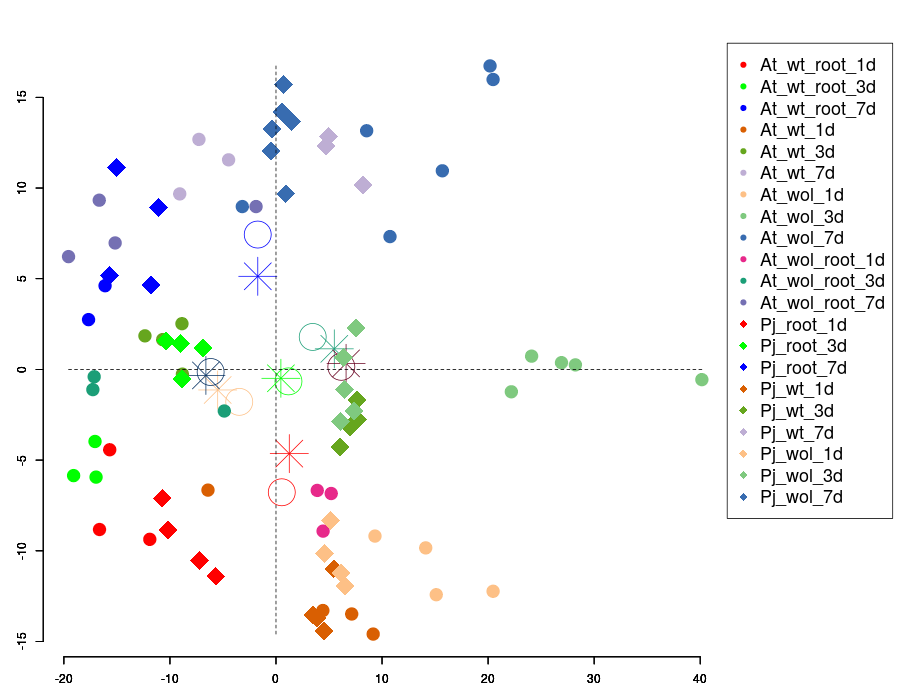 At_wt_root_1d
At_wt_root_3d
At_wt_root_7d
At_wt_1d
At_wt_3d
At_wt_7d
At_wol_1d
At_wol_3d
At_wol_7d
At_wol_root_1d
At_wol_root_3d
At_wol_root_7d
Pj_root_1d
Pj_root_3d
Pj_root_7d
Pj_wt_1d
Pj_wt_3d
Pj_wt_7d
Pj_wol_1d
Pj_wol_3d
Pj_wol_7d
15
10
5
0
-5
-10
-15
-20 -10 0 10 20 30 40